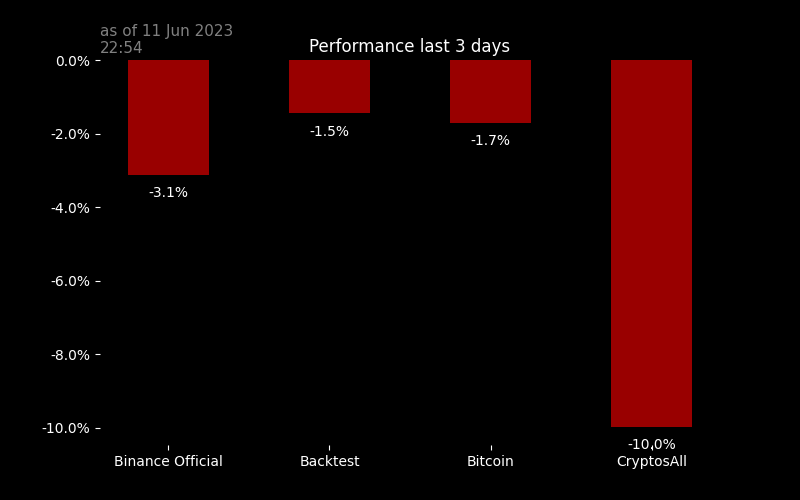 as of 11 Jun 2023
22:54
Performance last 3 days
0.0%
-2.0%
-4.0%
-6.0%
-8.0%
-10.0%
-3.1%
-1.5%
-1.7%
-10.0%
Binance Official
Backtest
Bitcoin
CryptosAll